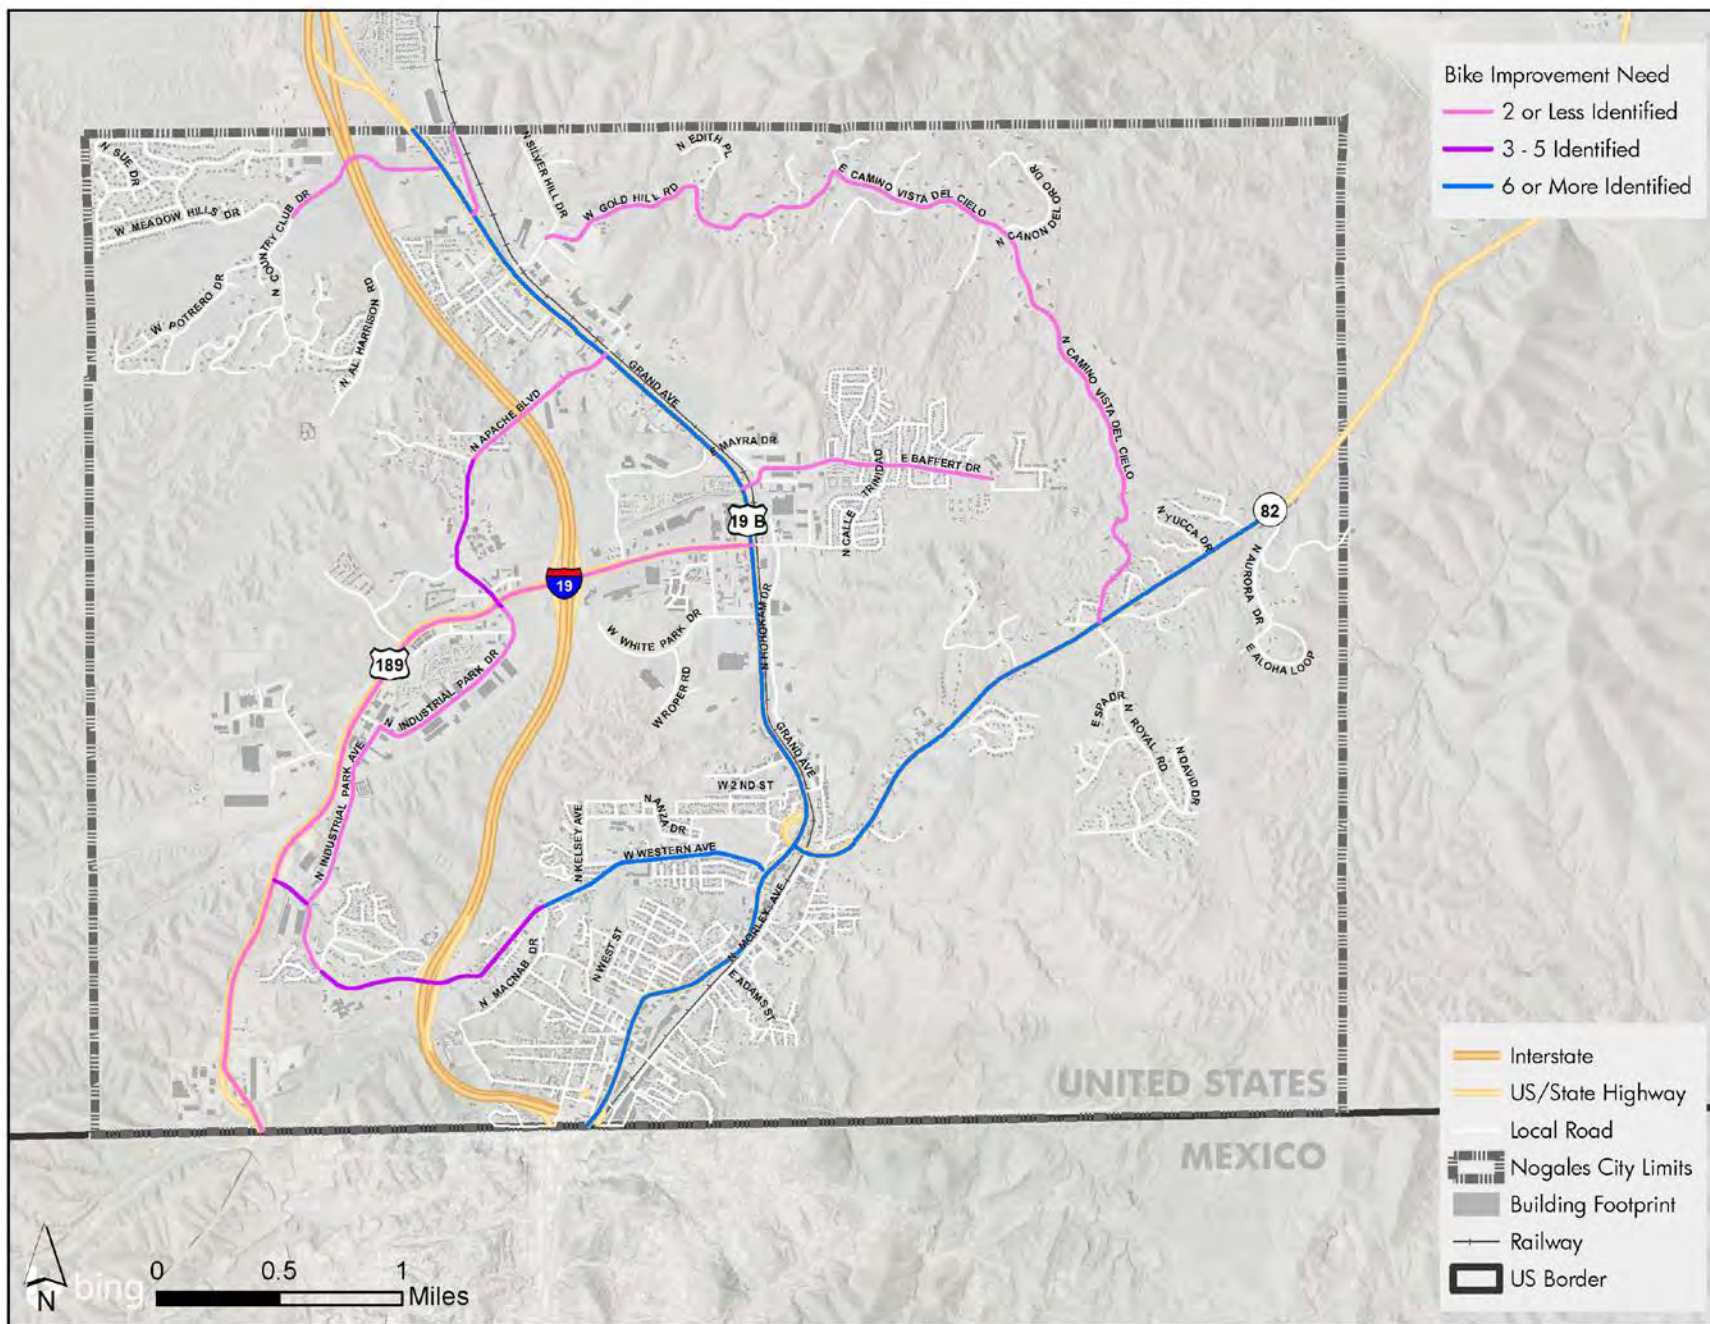 Bike Improvement Need
2 or Less Identified
3 - 5 Identified
6 or More Identified
N SUE DR
W MEADOW HILLS DR
N COUNTRY CLUB DR
W POTRERO DR
N AL HARRISON RD
N SILVER HILL DR
N EDITH PL
W GOLD HILL RD
E CAMINO VISTA DEL CIELO
N CANON DEL ORO DR
N CAMINO VISTA DEL CIELO
GRAND AVE
N APACHE BLVD
E MAYRA DR
E BAFFERT DR
N CALLE TRINIDAD
19 B
82
N YUCCA DR
N AURORA DR
E ALOHA LOOP
19
W WHITE PARK DR
N HOHOKAM DR
189
N INDUSTRIAL PARK DR
W ROPER RD
E SPA DR
N ROYAL RD
N DAVID DR
GRAND AVE
N INDUSTRIAL PARK AVE
W 2ND ST
N ANZA DR
N KELSEY AVE
W WESTERN AVE
N INDUSTRIAL PARK AVE
N MORLEY AVE
N WEST ST
N MACNAB DR
E ADAMS ST
UNITED STATES
MEXICO
Interstate
US/State Highway
Local Road
Nogales City Limits
Building Footprint
Railway
US Border
N
bing
0 0.5 1
Miles